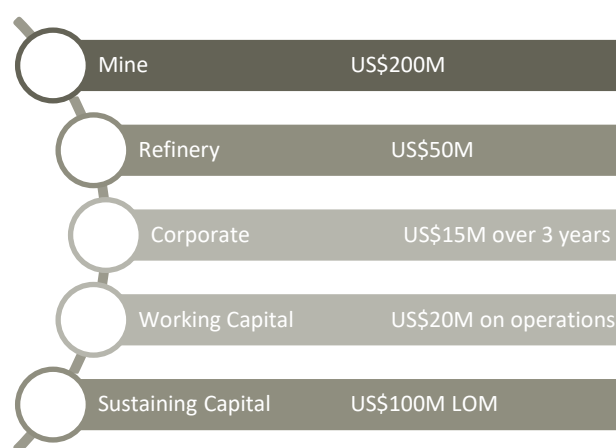 Mine US$200M
Refinery US$50M
Corporate US$15M over 3 years
Working Capital US$20M on operations
Sustaining Capital US$100M LOM